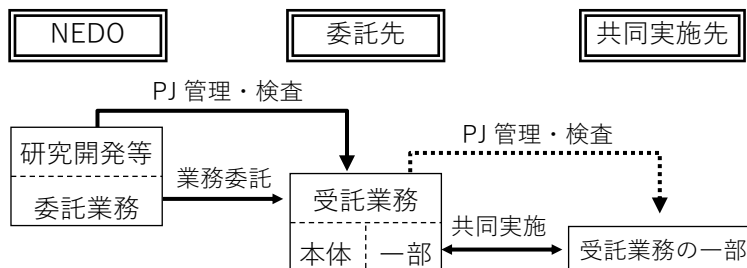 NEDO
委託先
共同実施先
PJ 管理・検査
PJ 管理・検査
研究開発等
委託業務
業務委託
受託業務
本体
一部
共同実施
受託業務の一部